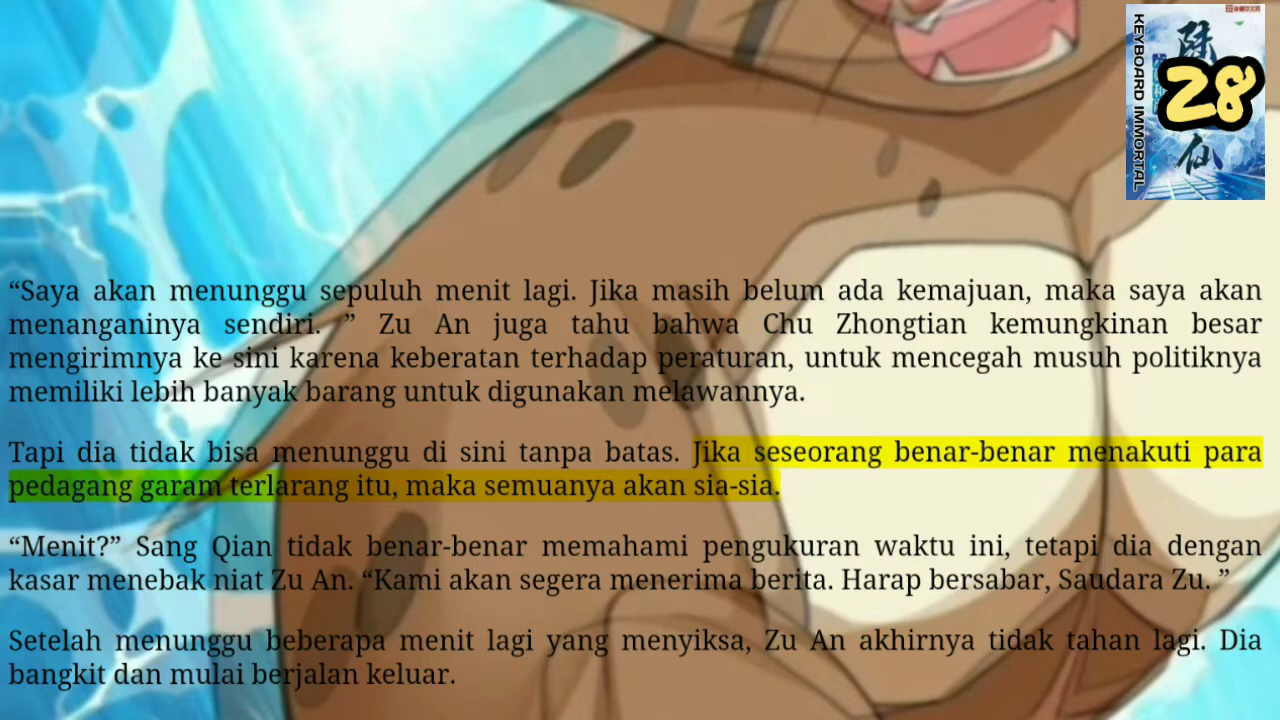 KEYBOARD IMMORTAL
28
仙
“Saya akan menunggu sepuluh menit lagi. Jika masih belum ada kemajuan, maka saya akan
menanganinya sendiri. ” Zu An juga tahu bahwa Chu Zhongtian kemungkinan besar
mengirimnya ke sini karena keberatan terhadap peraturan, untuk mencegah musuh politiknya
memiliki lebih banyak barang untuk digunakan melawannya.
Tapi dia tidak bisa menunggu di sini tanpa batas. Jika seseorang benar-benar menakuti para
pedagang garam terlarang itu, maka semuanya akan sia-sia.
“Menit?” Sang Qian tidak benar-benar memahami pengukuran waktu ini, tetapi dia dengan
kasar menebak niat Zu An. “Kami akan segera menerima berita. Harap bersabar, Saudara Zu. ”
Setelah menunggu beberapa menit lagi yang menyiksa, Zu An akhirnya tidak tahan lagi. Dia
bangkit dan mulai berjalan keluar.